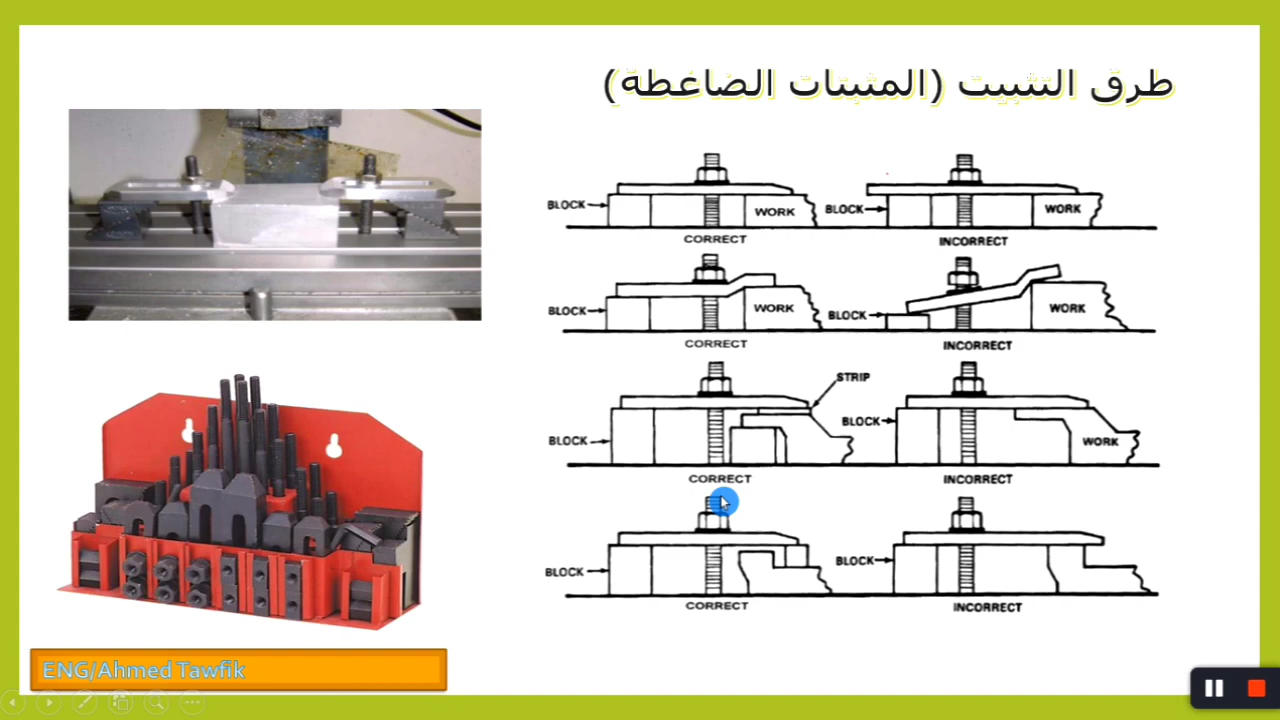 طرق التثبيت (المثبتات الضاغطة)
BLOCK WORK BLOCK WORK
CORRECT INCORRECT
BLOCK WORK BLOCK WORK
CORRECT INCORRECT
STRIP
BLOCK BLOCK WORK
CORRECT INCORRECT
BLOCK BLOCK
CORRECT INCORRECT
ENG/Ahmed Tawfik